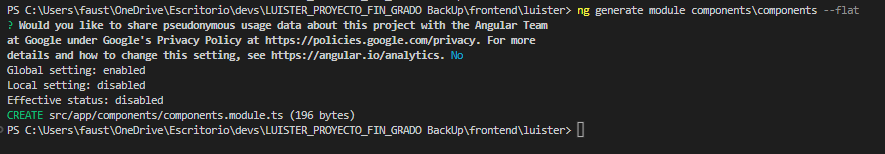 PS C:\Users\faust\OneDrive\Escritorio\devs\LUISTER_PROYECTO_FIN_GRADO BackUp\frontend\luister> ng generate module components\components --flat
? Would you like to share pseudonymous usage data about this project with the Angular Team
at Google under Google's Privacy Policy at https://policies.google.com/privacy. For more
details and how to change this setting, see https://angular.io/analytics. No
Global setting: enabled
Local setting: disabled
Effective status: disabled
CREATE src/app/components/components.module.ts (196 bytes)
PS C:\Users\faust\OneDrive\Escritorio\devs\LUISTER_PROYECTO_FIN_GRADO BackUp\frontend\luister>